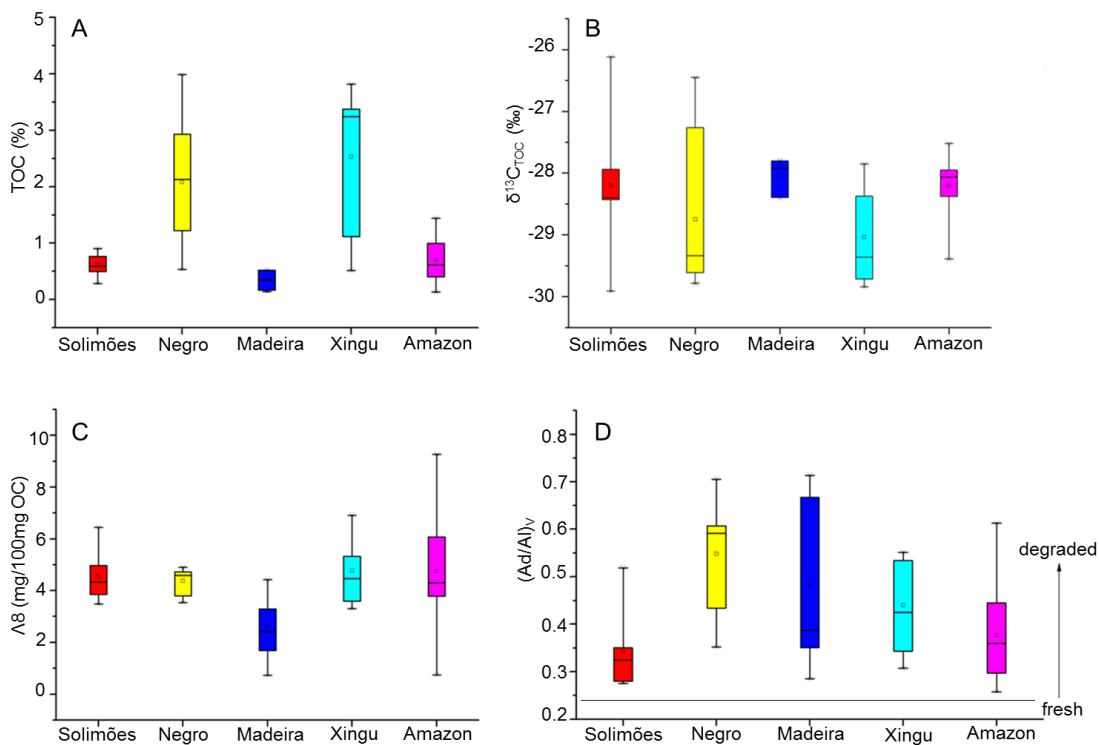 A
TOC (%)
5
4
3
2
1
0
Solimões Negro Madeira Xingu Amazon
B
δ¹³C_TOC (‰)
-26
-27
-28
-29
-30
Solimões Negro Madeira Xingu Amazon
C
Λ8 (mg/100mg OC)
10
8
6
4
2
0
Solimões Negro Madeira Xingu Amazon
D
(Ad/Al)_V
0.8
0.7
0.6
0.5
0.4
0.3
0.2
degraded
fresh
Solimões Negro Madeira Xingu Amazon